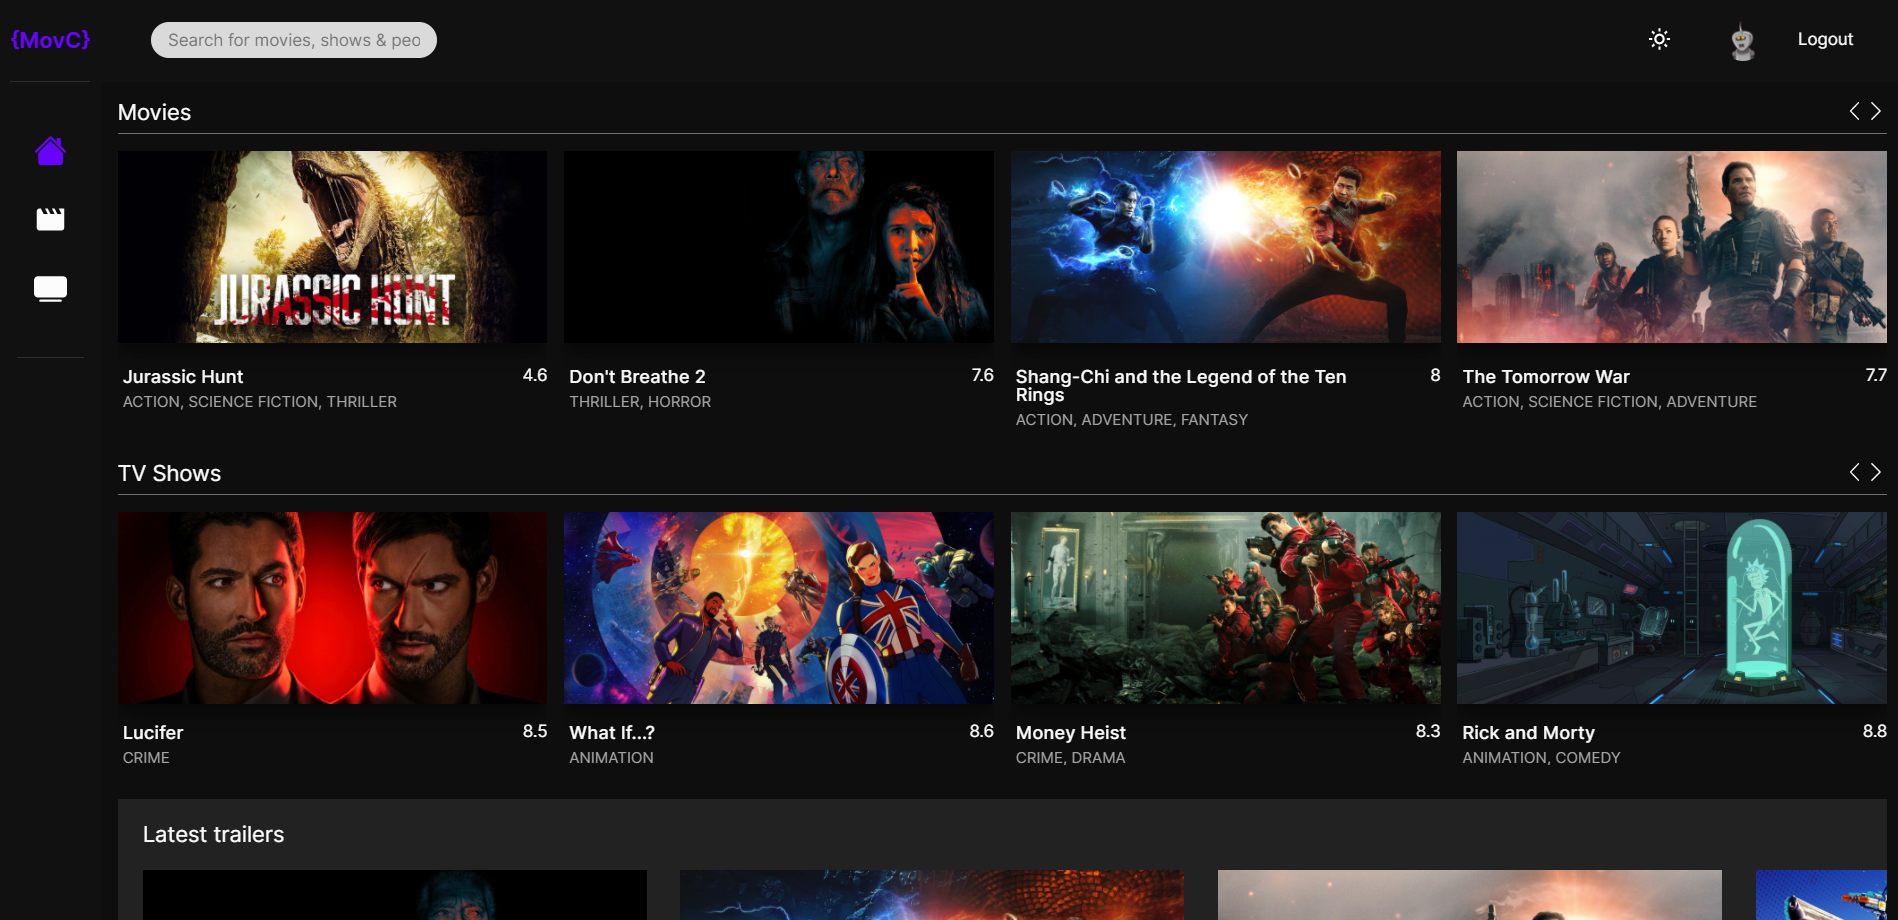 {MovC}
Search for movies, shows & peo
Logout
Movies
JURASSIC HUNT
Jurassic Hunt 4.6
ACTION, SCIENCE FICTION, THRILLER
Don't Breathe 2 7.6
THRILLER, HORROR
Shang-Chi and the Legend of the Ten 8
Rings
ACTION, ADVENTURE, FANTASY
The Tomorrow War 7.7
ACTION, SCIENCE FICTION, ADVENTURE
TV Shows
Lucifer 8.5
CRIME
What If...? 8.6
ANIMATION
Money Heist 8.3
CRIME, DRAMA
Rick and Morty 8.8
ANIMATION, COMEDY
Latest trailers